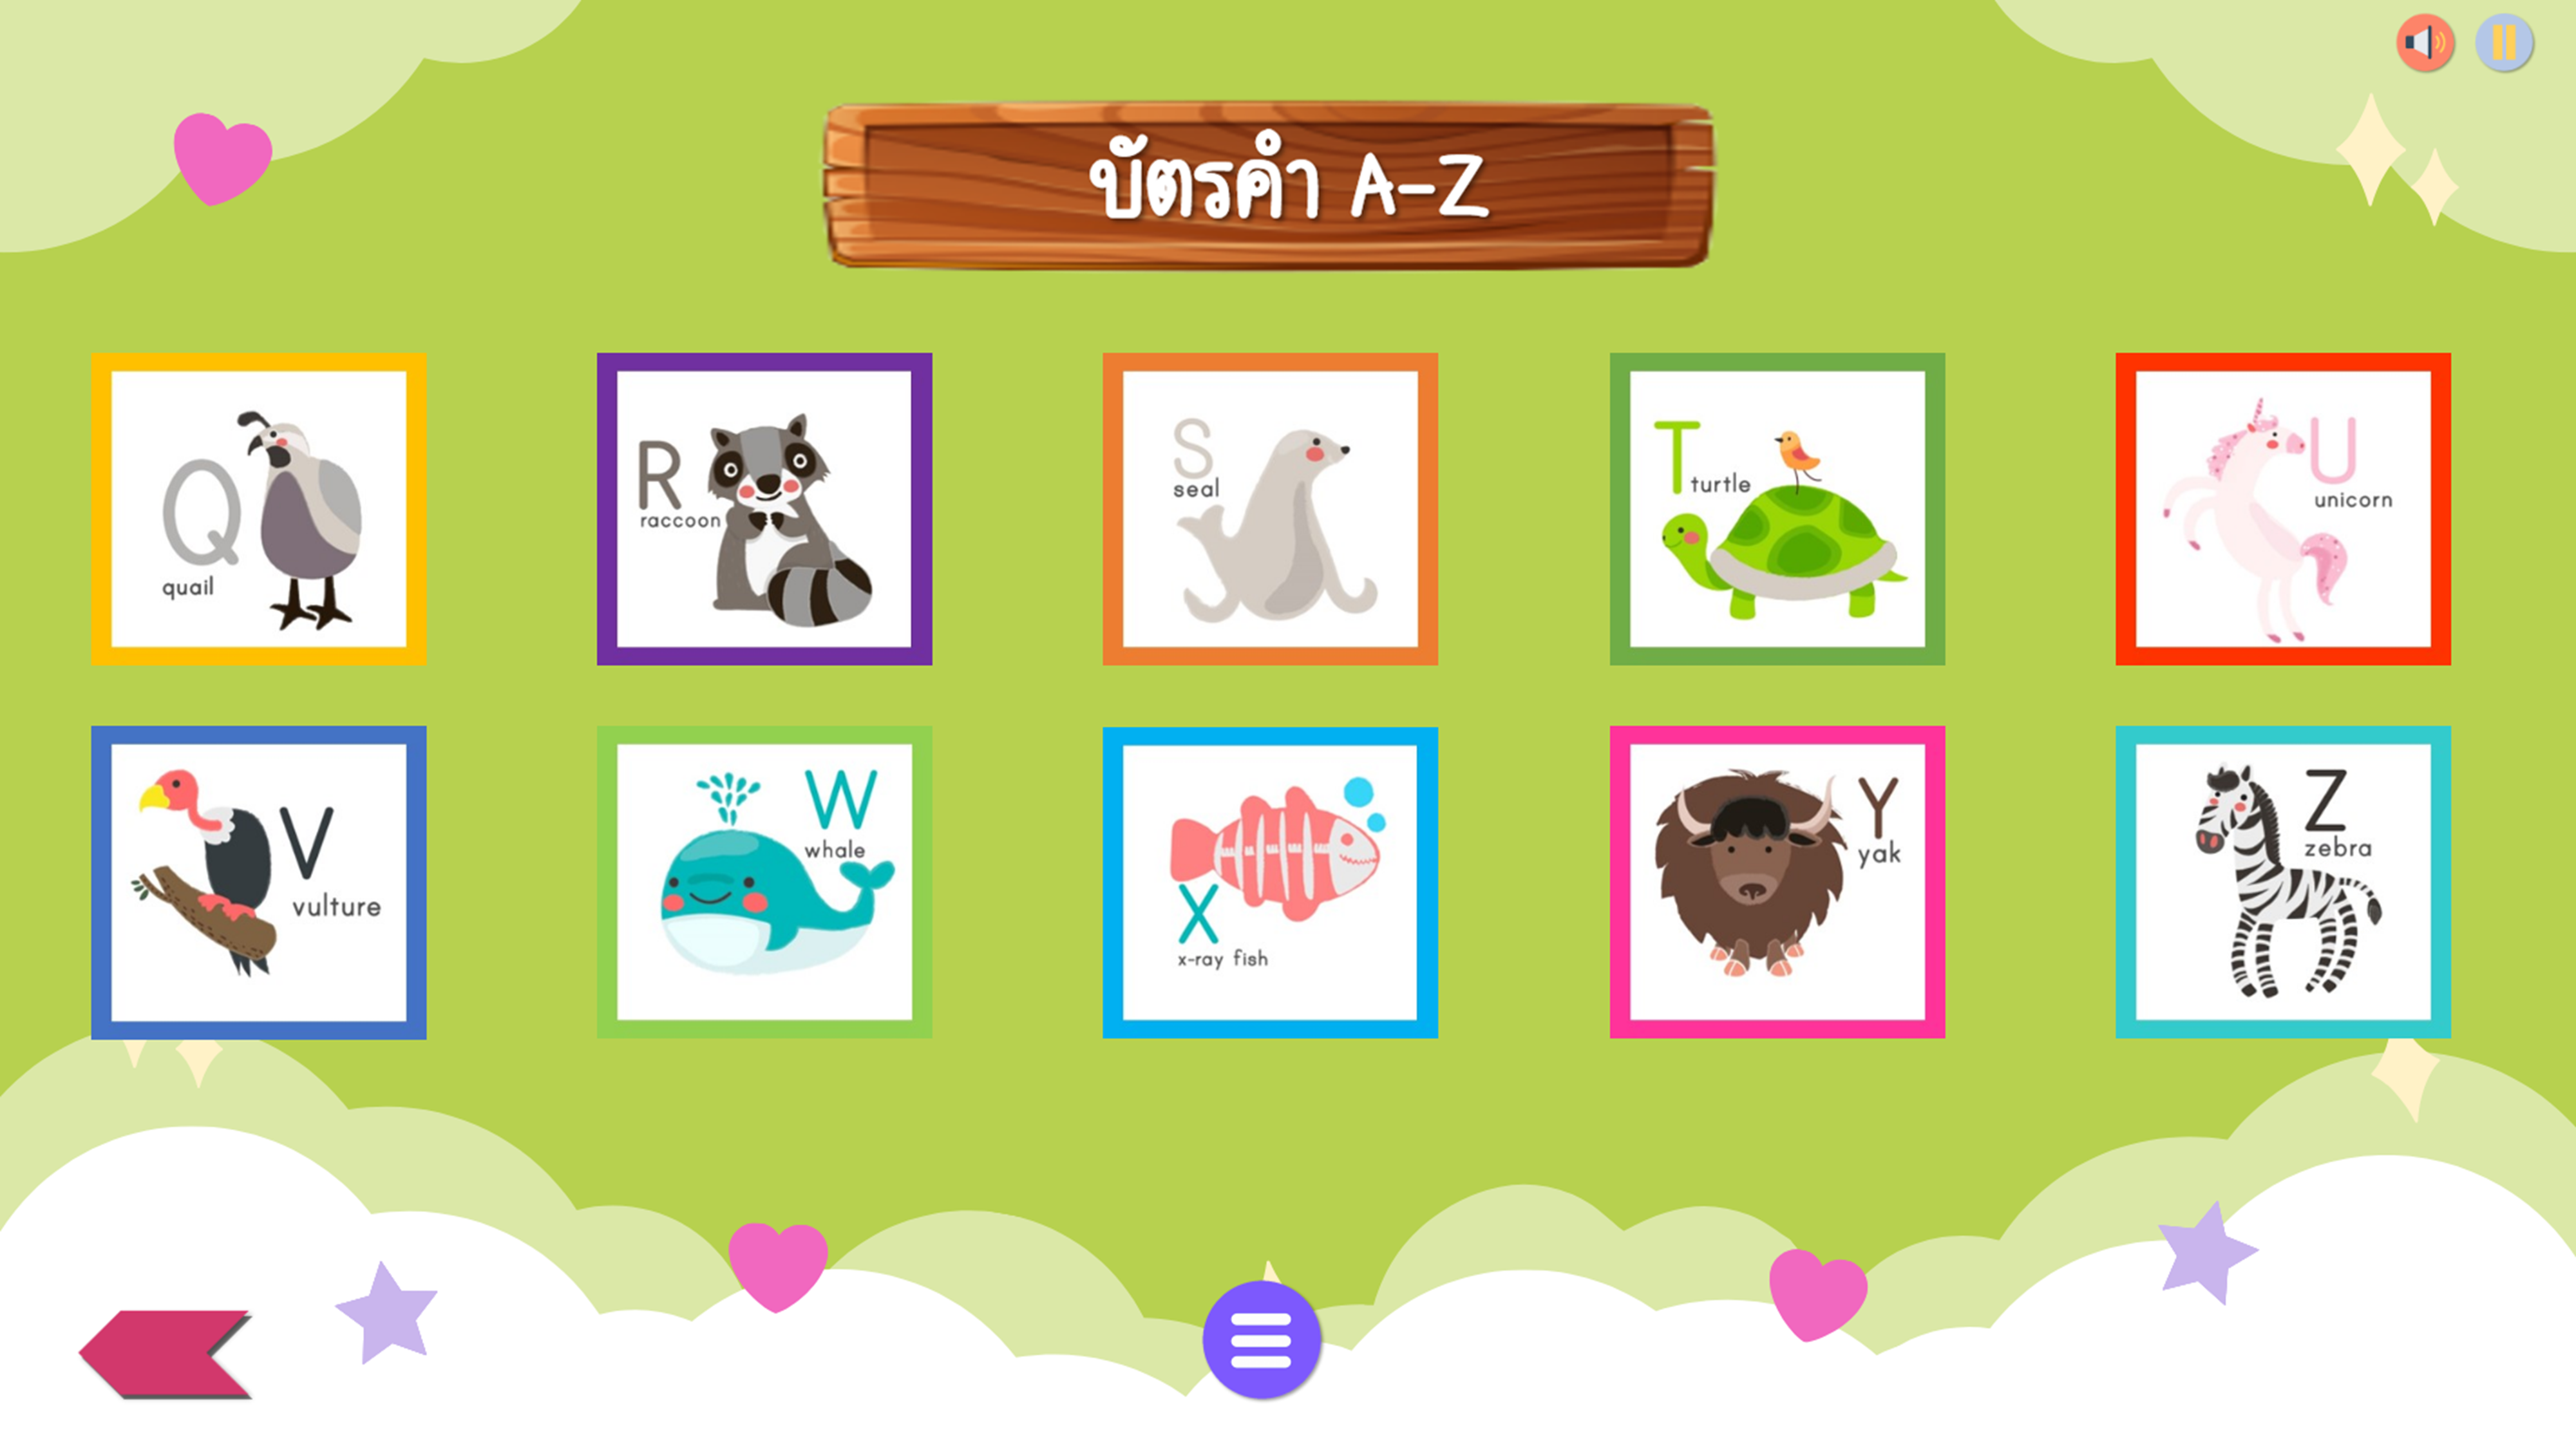 บัตรคำ A-Z
Q
quail
R
raccoon
S
seal
T
turtle
U
unicorn
V
vulture
W
whale
X
x-ray fish
Y
yak
Z
zebra